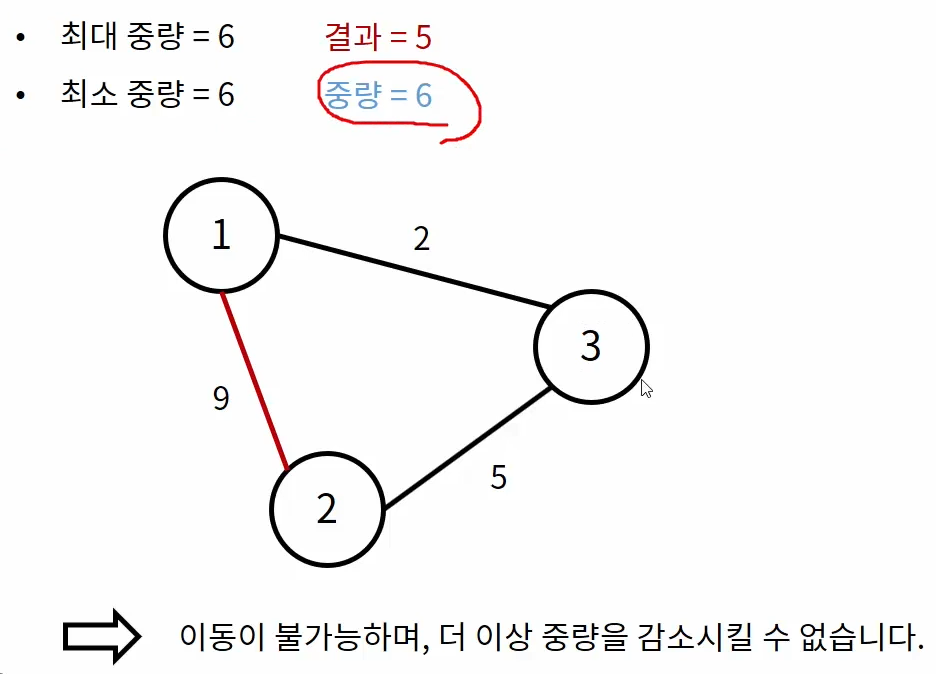 • 최대 중량 = 6
결과 = 5
• 최소 중량 = 6
중량 = 6
1
2
3
9
5
2
이동이 불가능하며, 더 이상 중량을 감소시킬 수 없습니다.